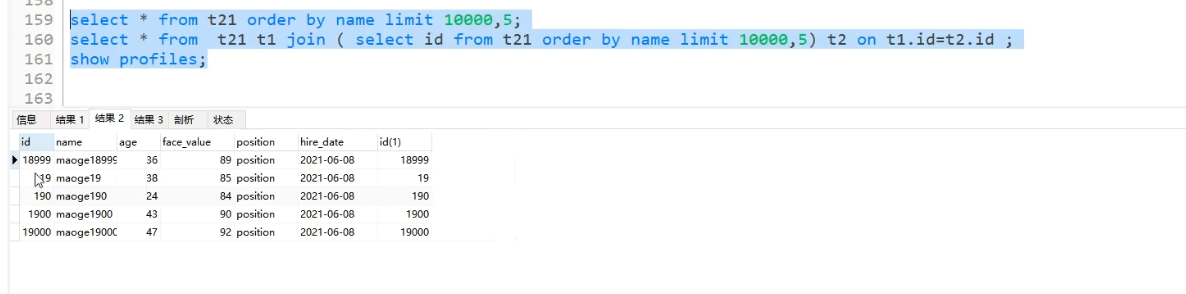 158
159 select * from t21 order by name limit 10000,5;
160 select * from  t21 t1 join ( select id from t21 order by name limit 10000,5) t2 on t1.id=t2.id ;
161 show profiles;
162
163
信息 结果 1 结果 2 结果 3 剖析 状态
id name age face_value position hire_date id(1)
18999 maoge18999 36 89 position 2021-06-08 18999
19 maoge19 38 85 position 2021-06-08 19
190 maoge190 24 84 position 2021-06-08 190
1900 maoge1900 43 90 position 2021-06-08 1900
19000 maoge19000 47 92 position 2021-06-08 19000